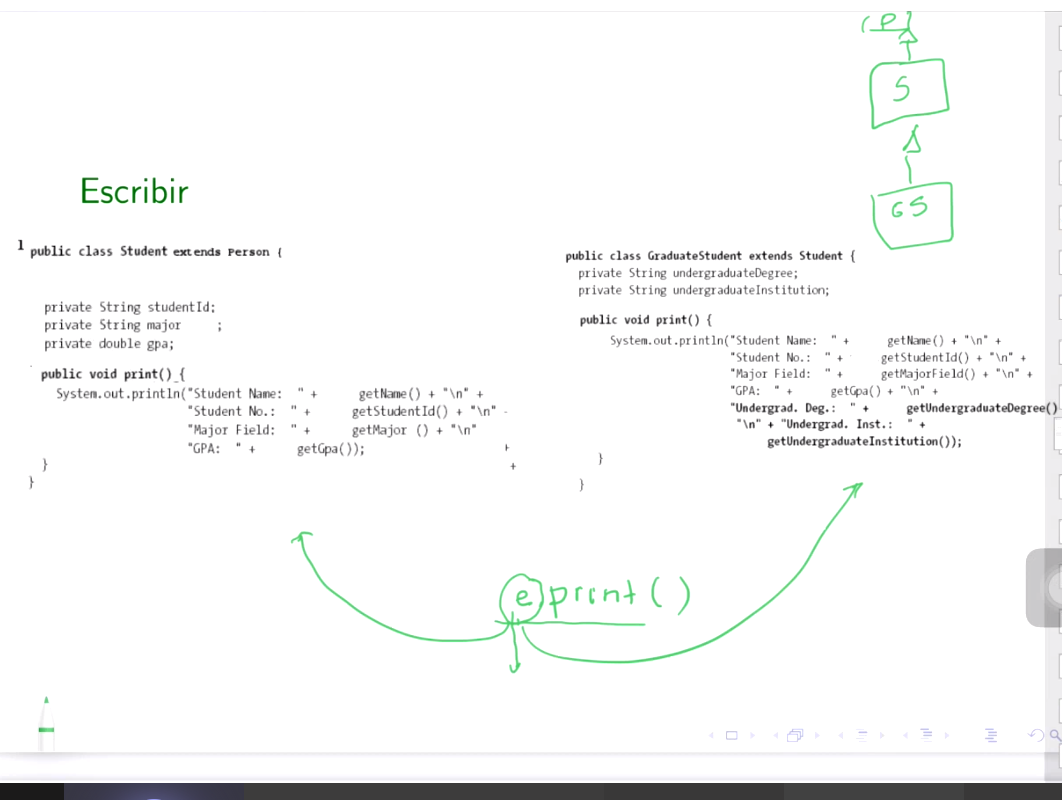 (P)
S
GS
Escribir
1
public class Student extends Person {
private String studentId;
private String major ;
private double gpa;
public void print() {
System.out.println("Student Name: " + getName() + "\n" +
"Student No.: " + getStudentId() + "\n"
"Major Field: " + getMajor () + "\n"
"GPA: " + getGpa());
+
+
}
}
public class GraduateStudent extends Student {
private String undergraduateDegree;
private String undergraduateInstitution;
public void print() {
System.out.println("Student Name: " + getName() + "\n" +
"Student No.: " + getStudentId() + "\n" +
"Major Field: " + getMajorField() + "\n" +
"GPA: " + getGpa() + "\n" +
"Undergrad. Deg.: " + getUndergraduateDegree()
"\n" + "Undergrad. Inst.: " +
getUndergraduateInstitution());
}
}
e print ( )